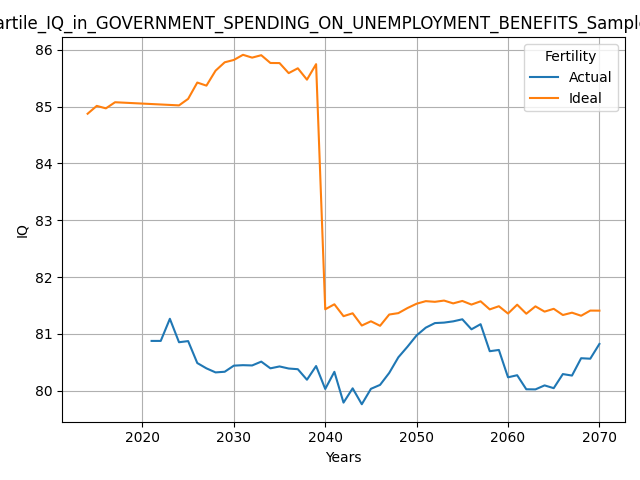 artile_IQ_in_GOVERNMENT_SPENDING_ON_UNEMPLOYMENT_BENEFITS_Sample
Fertility
Actual
Ideal
86
85
84
83
82
81
80
IQ
2020 2030 2040 2050 2060 2070
Years